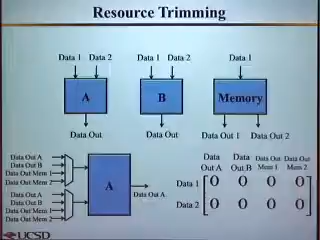 Resource Trimming
Data 1 Data 2
Data 1 Data 2
Data 1
A
B
Memory
Data Out
Data Out
Data Out 1 Data Out 2
Data Out A
Data Out B
Data Out Mem 1
Data Out Mem 2
Data Out A
Data Out B
Data Out Mem 1
Data Out Mem 2
A
Data Out A
Data Out A
Data Out B
Data Out Mem 1
Data Out Mem 2
Data 1 0 0 0 0
Data 2 0 0 0 0
UCSD